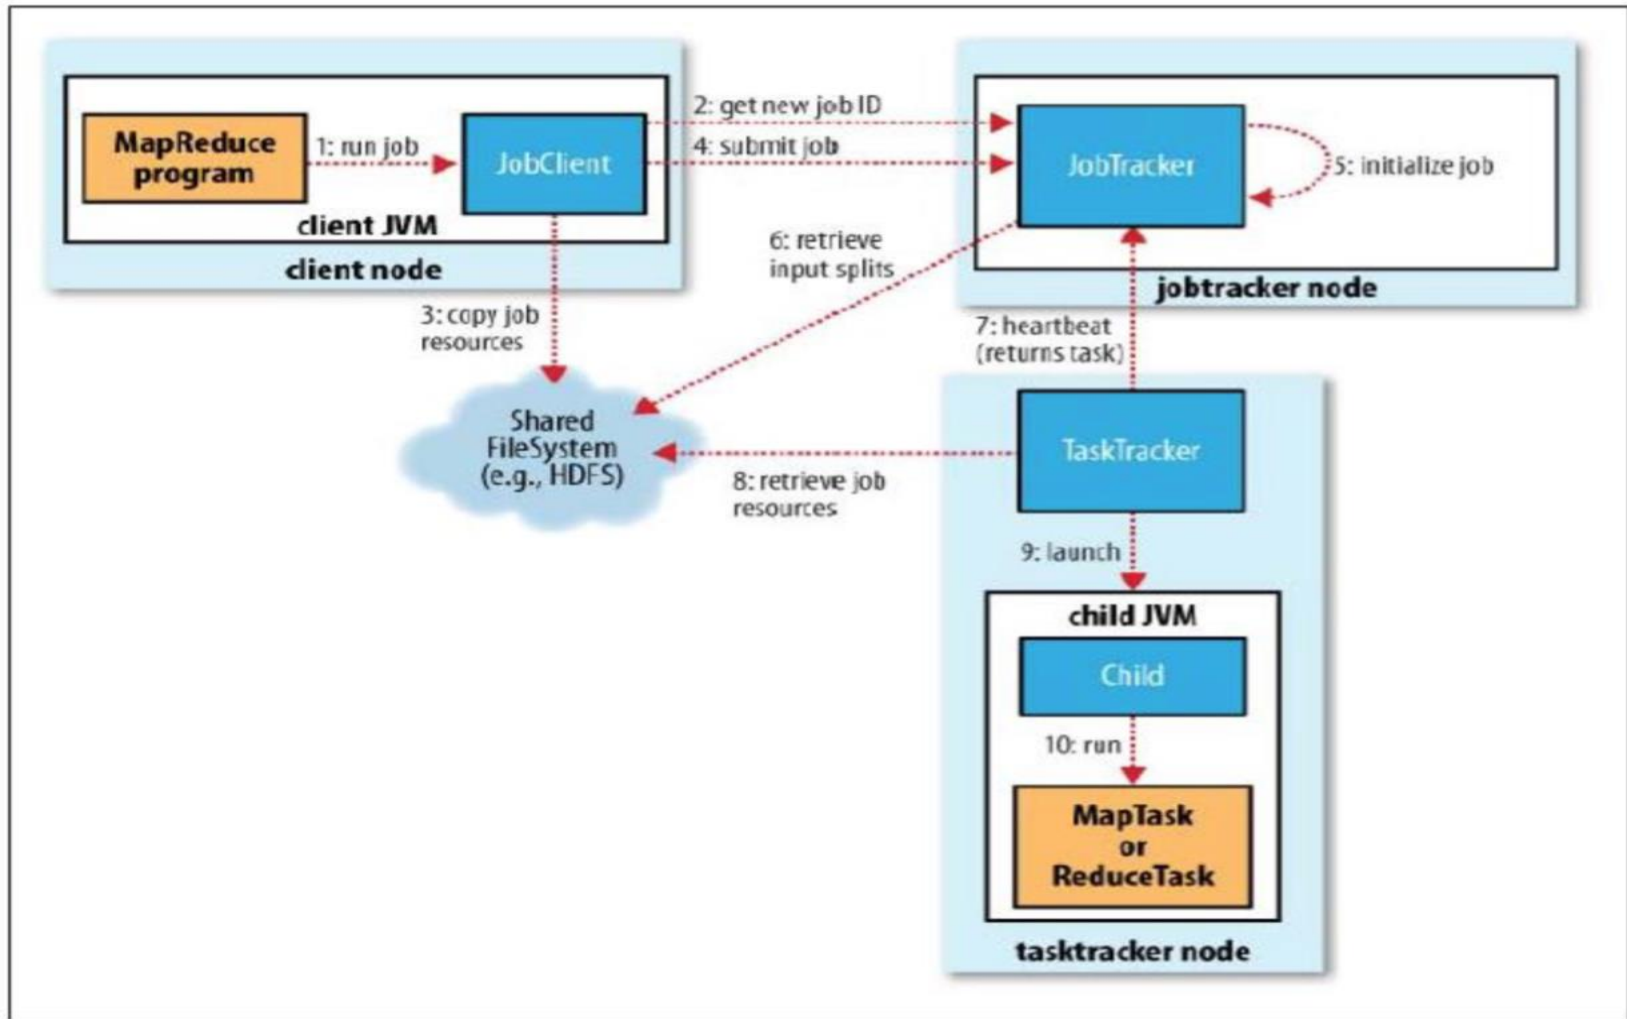 MapReduce
program
1: run job
JobClient
client JVM
client node
2: get new job ID
4: submit job
JobTracker
5: initialize job
jobtracker node
3: copy job
resources
6: retrieve
input splits
7: heartbeat
(returns task)
Shared
FileSystem
(e.g., HDFS)
8: retrieve job
resources
TaskTracker
9: launch
child JVM
Child
10: run
MapTask
or
ReduceTask
tasktracker node